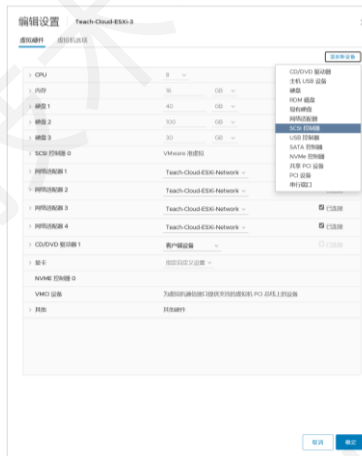 编辑设置 Teach-Cloud-ESXi-3
虚拟硬件 虚拟机选项
添加新设备
CD/DVD 驱动器
主机 USB 设备
硬盘
RDM 磁盘
现有硬盘
网络适配器
SCSI 控制器
USB 控制器
SATA 控制器
NVMe 控制器
共享 PCI 设备
PCI 设备
串行端口
CPU 8
内存 16 GB
硬盘 1 40 GB
硬盘 2 100 GB
硬盘 3 30 GB
SCSI 控制器 0 VMware 准虚拟
网络适配器 1 Teach-Cloud-ESXi-Network
网络适配器 2 Teach-Cloud-ESXi-Network
网络适配器 3 Teach-Cloud-ESXi-Network 已连接
网络适配器 4 Teach-Cloud-ESXi-Network 已连接
CD/DVD 驱动器 1 客户端设备 已连接
显卡 指定自定义设置
NVME 控制器 0
VMCI 设备 为虚拟机通信接口提供支持的虚拟机 PCI 总线上的设备
其他 其他硬件
取消 确定